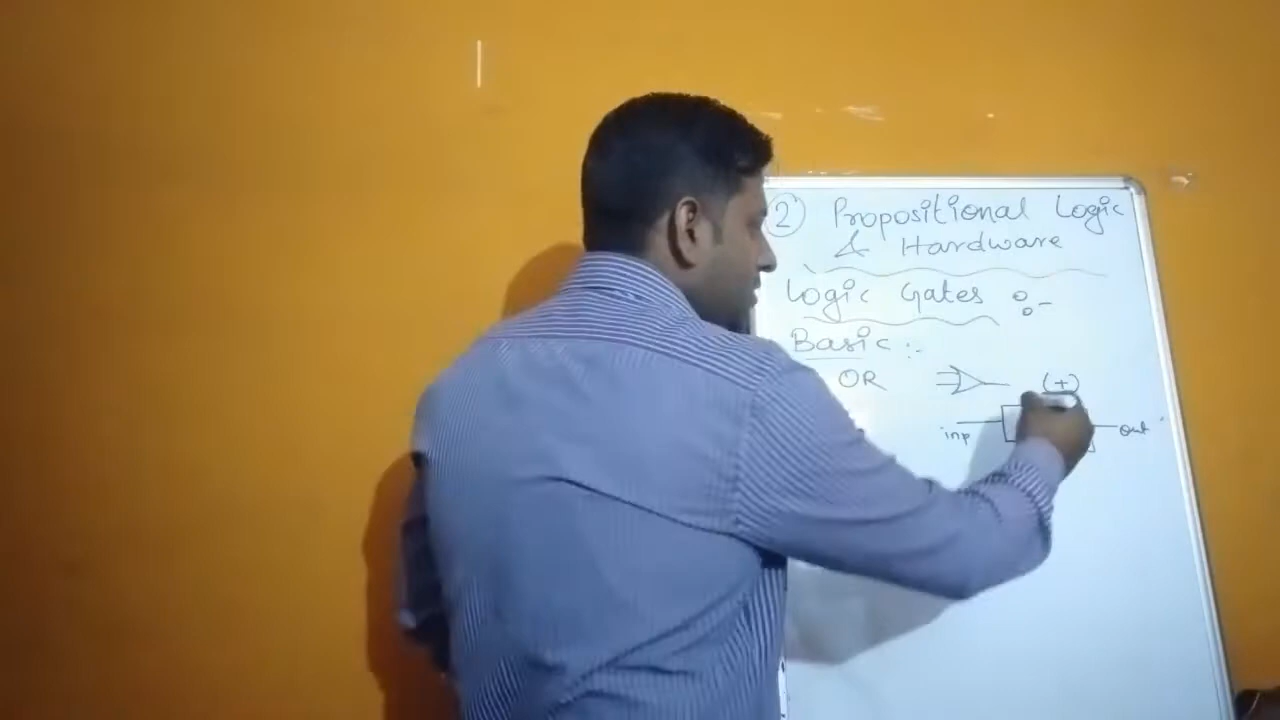 2 Propositional Logic
& Hardware
Logic Gates :-
Basic :-
OR (+)
inp out